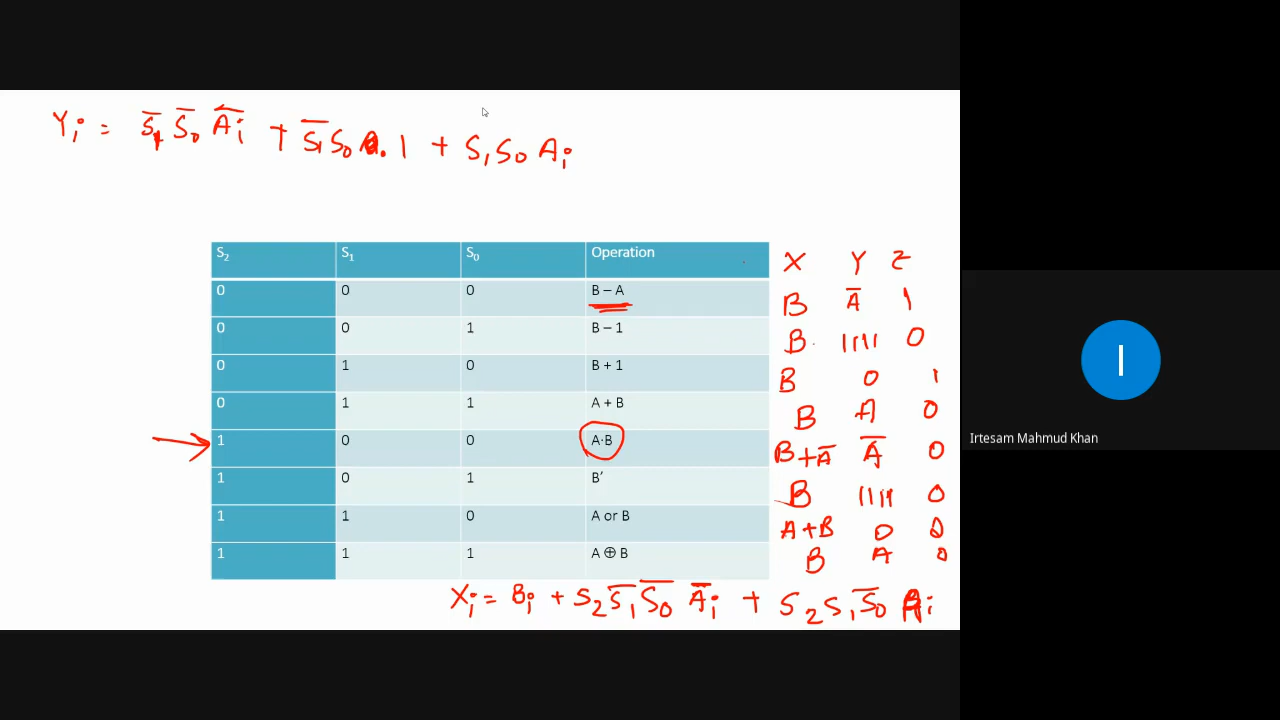 Yᵢ = S̅₁ S̅₀ A̅ᵢ + S̅₁ S₀ . 1 + S₁ S₀ Aᵢ
S₂ S₁ S₀ Operation X Y Z
0 0 0 B – A B A̅ 1
0 0 1 B – 1 B 1111 0
0 1 0 B + 1 B 0 1
0 1 1 A + B B A 0
1 0 0 A·B B + A̅ A̅ 0
1 0 1 B′ B 1111 0
1 1 0 A or B A + B 0 0
1 1 1 A ⊕ B B A 0
Xᵢ = Bᵢ + S₂ S̅₁ S̅₀ A̅ᵢ + S₂ S₁ S̅₀ Aᵢ
I
Irtesam Mahmud Khan